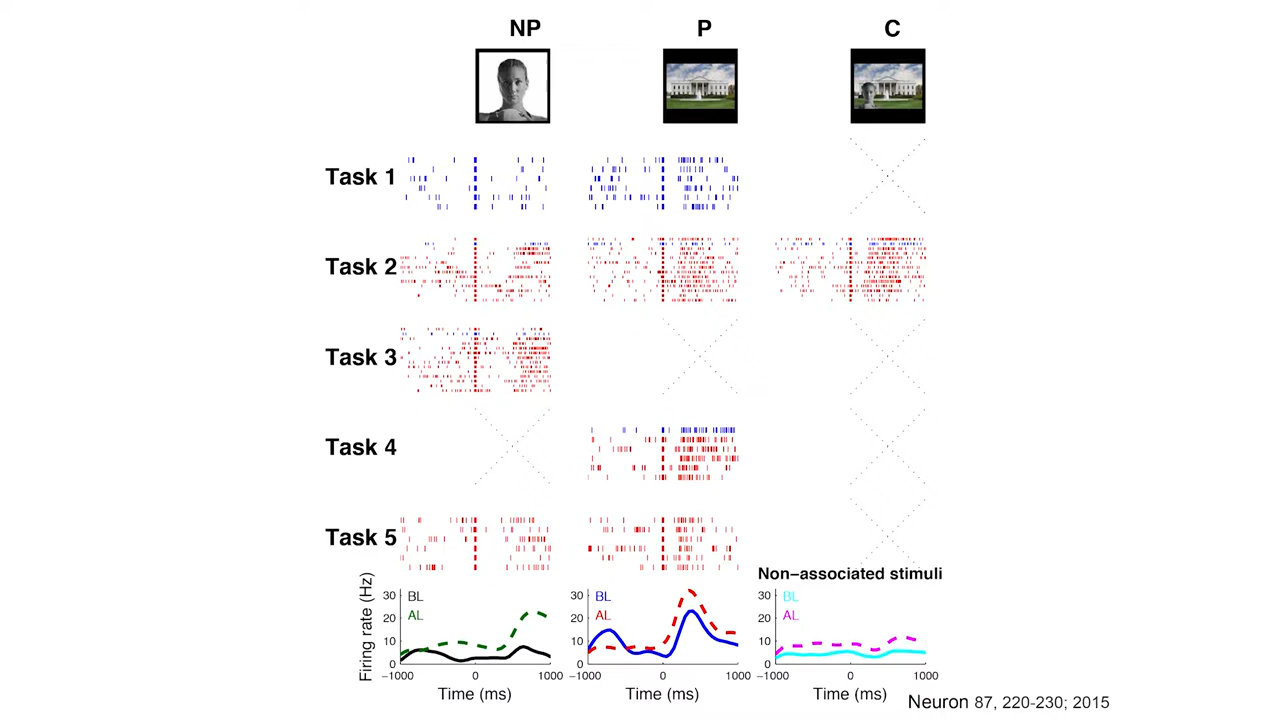 NP P C
Task 1
Task 2
Task 3
Task 4
Task 5
Non−associated stimuli
Firing rate (Hz)
30 20 10 0
BL
AL
−1000 0 1000
Time (ms)
30 20 10 0
BL
AL
−1000 0 1000
Time (ms)
30 20 10 0
BL
AL
−1000 0 1000
Time (ms)
Neuron 87, 220-230; 2015